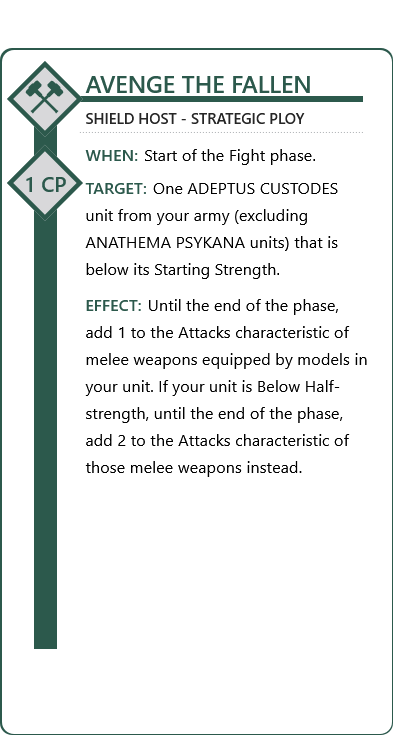 AVENGE THE FALLEN
SHIELD HOST - STRATEGIC PLOY
1 CP
WHEN: Start of the Fight phase.
TARGET: One ADEPTUS CUSTODES
unit from your army (excluding
ANATHEMA PSYKANA units) that is
below its Starting Strength.
EFFECT: Until the end of the phase,
add 1 to the Attacks characteristic of
melee weapons equipped by models in
your unit. If your unit is Below Half-
strength, until the end of the phase,
add 2 to the Attacks characteristic of
those melee weapons instead.